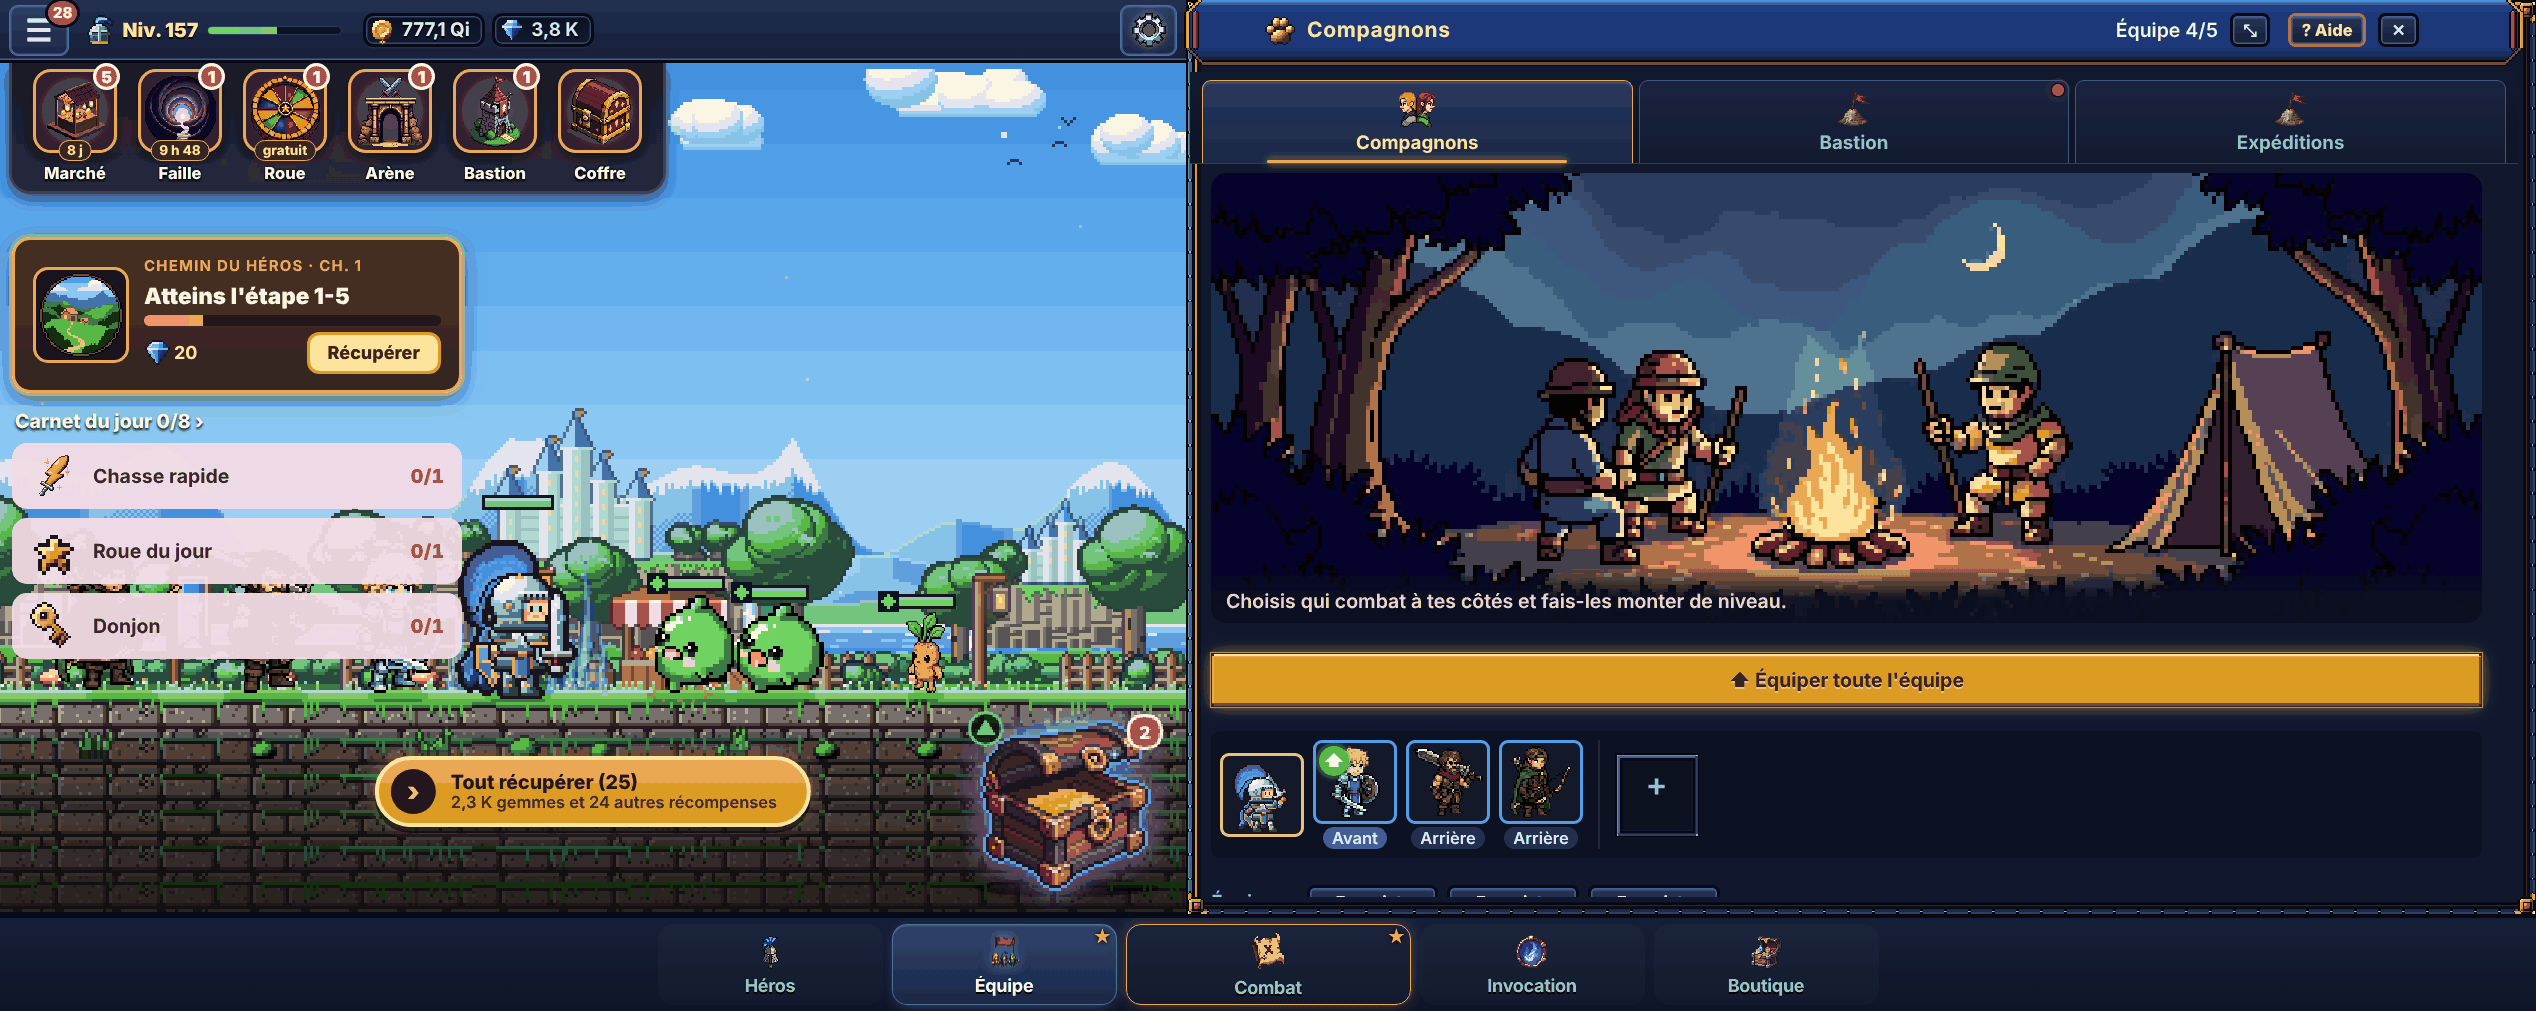 28
Niv. 157
777,1 Qi
3,8 K
5
1
1
1
1
8 j
9 h 48
gratuit
Marché
Faille
Roue
Arène
Bastion
Coffre
CHEMIN DU HÉROS · CH. 1
Atteins l'étape 1-5
20
Récupérer
Carnet du jour 0/8 ›
Chasse rapide 0/1
Roue du jour 0/1
Donjon 0/1
2
Tout récupérer (25)
2,3 K gemmes et 24 autres récompenses
Compagnons
Équipe 4/5
? Aide
Compagnons
Bastion
Expéditions
Choisis qui combat à tes côtés et fais-les monter de niveau.
Équiper toute l'équipe
Avant
Arrière
Arrière
+
Héros
Équipe
Combat
Invocation
Boutique